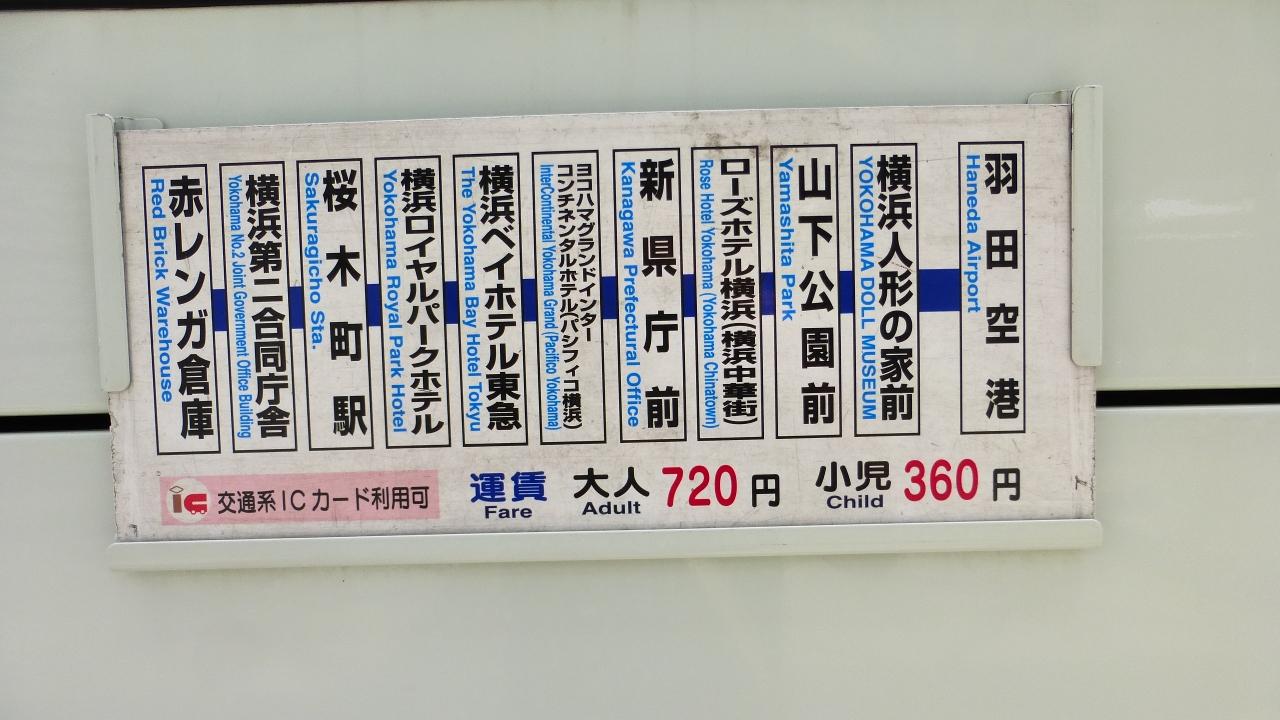 羽田空港
Haneda Airport
横浜人形の家前
YOKOHAMA DOLL MUSEUM
山下公園前
Yamashita Park
ローズホテル横浜(横浜中華街)
Rose Hotel Yokohama (Yokohama Chinatown)
新県庁前
Kanagawa Prefectural Office
ヨコハマグランドインター
コンチネンタルホテル(パシフィコ横浜)
InterContinental Yokohama Grand (Pacifico Yokohama)
横浜ベイホテル東急
The Yokohama Bay Hotel Tokyu
横浜ロイヤルパークホテル
Yokohama Royal Park Hotel
桜木町駅
Sakuragicho Sta.
横浜第二合同庁舎
Yokohama No.2 Joint Government Office Building
赤レンガ倉庫
Red Brick Warehouse
IC 交通系ICカード利用可
運賃 大人 720円 小児 360円
Fare Adult Child